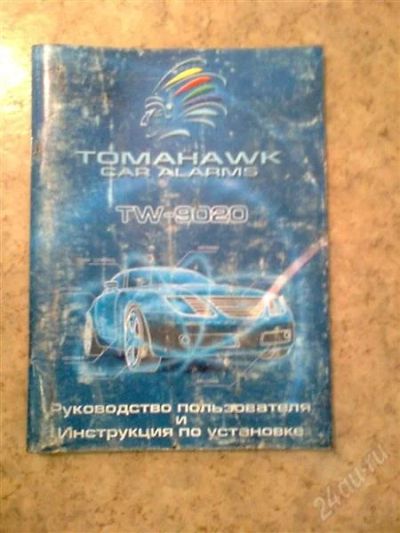 TOMAHAWK
CAR ALARMS
TW-9020
Руководство пользователя
и
Инструкция по установке
24au.ru